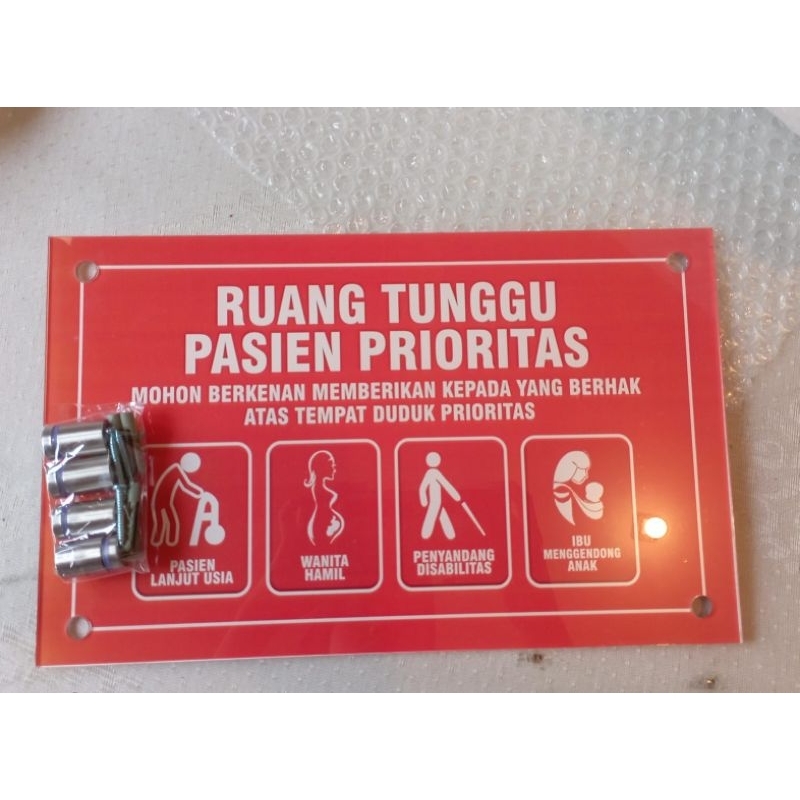 RUANG TUNGGU
PASIEN PRIORITAS
MOHON BERKENAN MEMBERIKAN KEPADA YANG BERHAK
ATAS TEMPAT DUDUK PRIORITAS
PASIEN
LANJUT USIA
WANITA
HAMIL
PENYANDANG
DISABILITAS
IBU
MENGGENDONG
ANAK